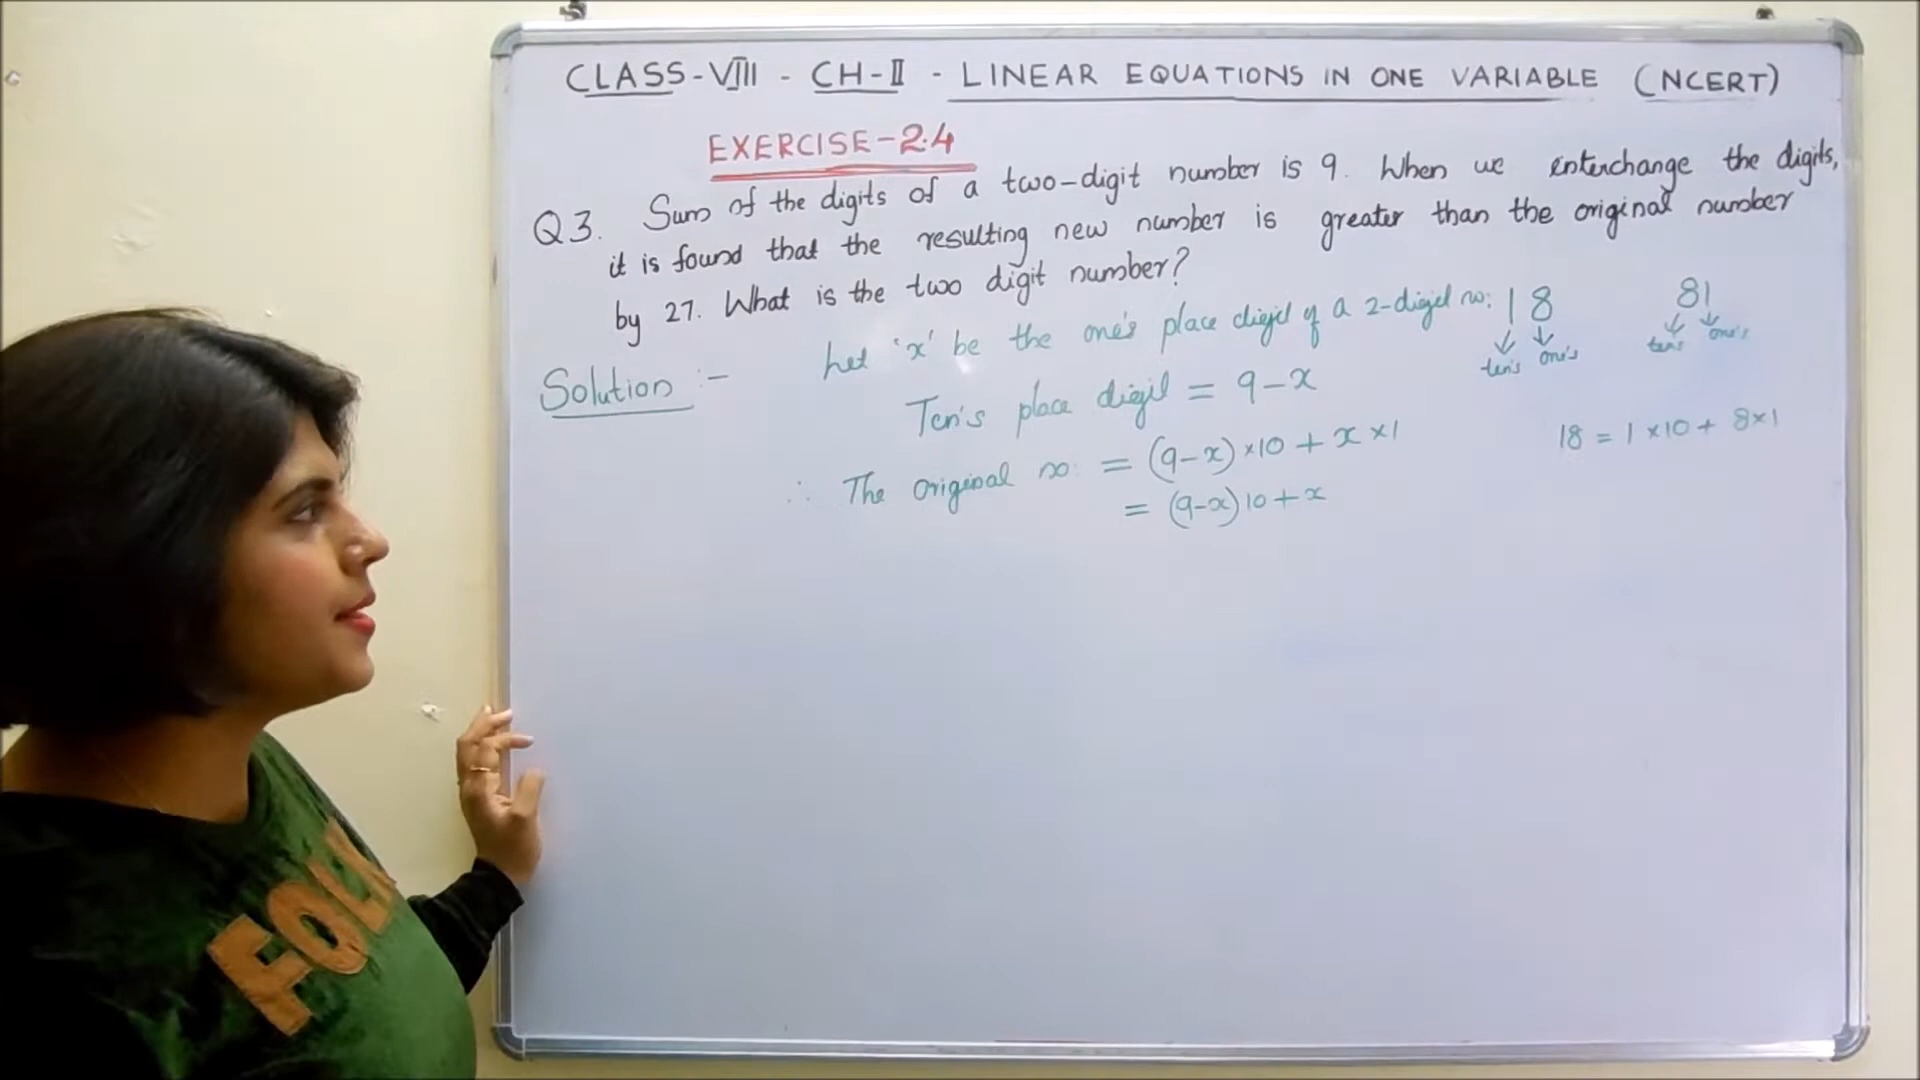 CLASS-VIII - CH-II - LINEAR EQUATIONS IN ONE VARIABLE (NCERT)
EXERCISE-2.4
Q3. Sum of the digits of a two-digit number is 9. When we interchange the digits,
it is found that the resulting new number is greater than the original number
by 27. What is the two digit number?
Solution :- Let 'x' be the one's place digit of a 2-digit no: 18 81
ten's one's ten's one's
Ten's place digit = 9-x
∴ The original no: = (9-x)×10 + x×1 18 = 1×10 + 8×1
= (9-x)10+x
FOLK